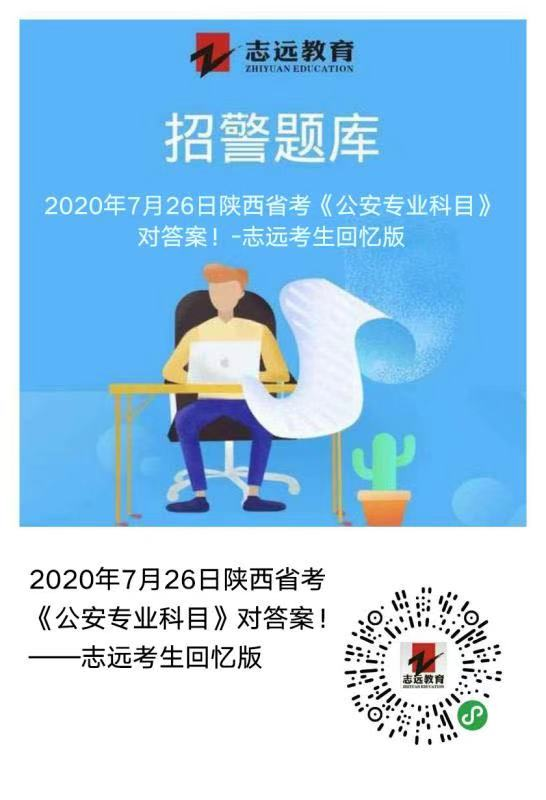 志远教育
ZHIYUAN EDUCATION
招警题库
2020年7月26日陕西省考《公安专业科目》
对答案！-志远考生回忆版
2020年7月26日陕西省考
《公安专业科目》对答案！
——志远考生回忆版
志远教育
ZHIYUAN EDUCATION